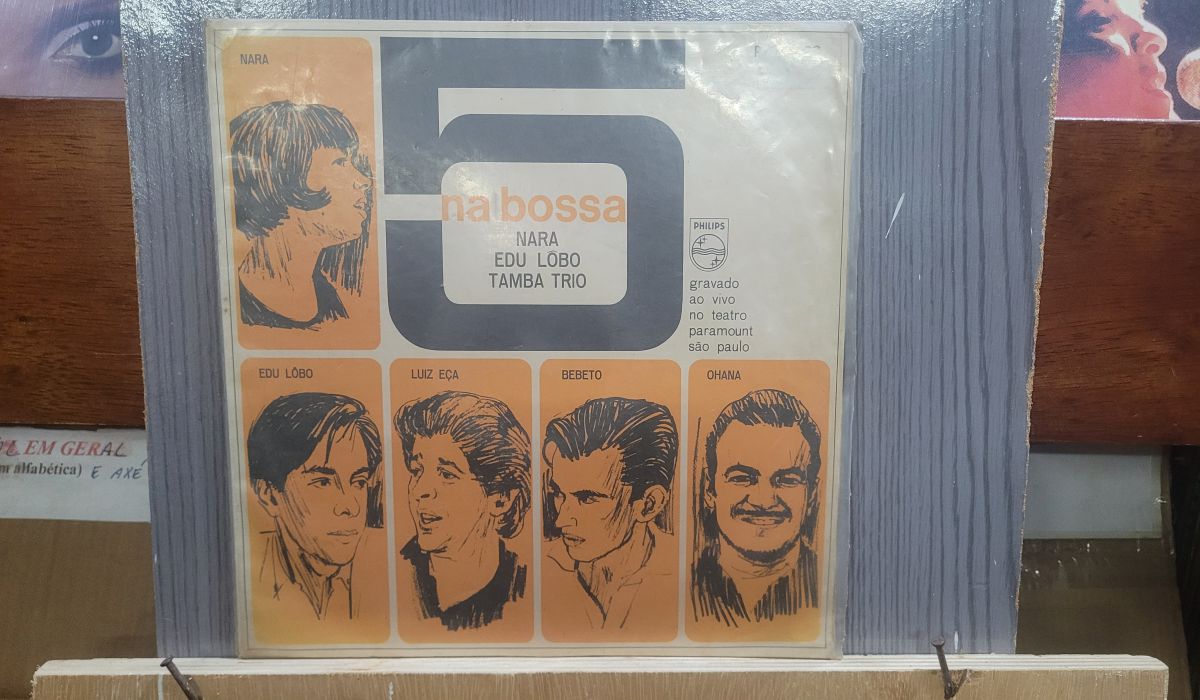 NARA
5
na bossa
NARA
EDU LÔBO
TAMBA TRIO
PHILIPS
gravado
ao vivo
no teatro
paramount
são paulo
EDU LÔBO
LUIZ EÇA
BEBETO
OHANA
EM GERAL
alfabética) E AXÉ